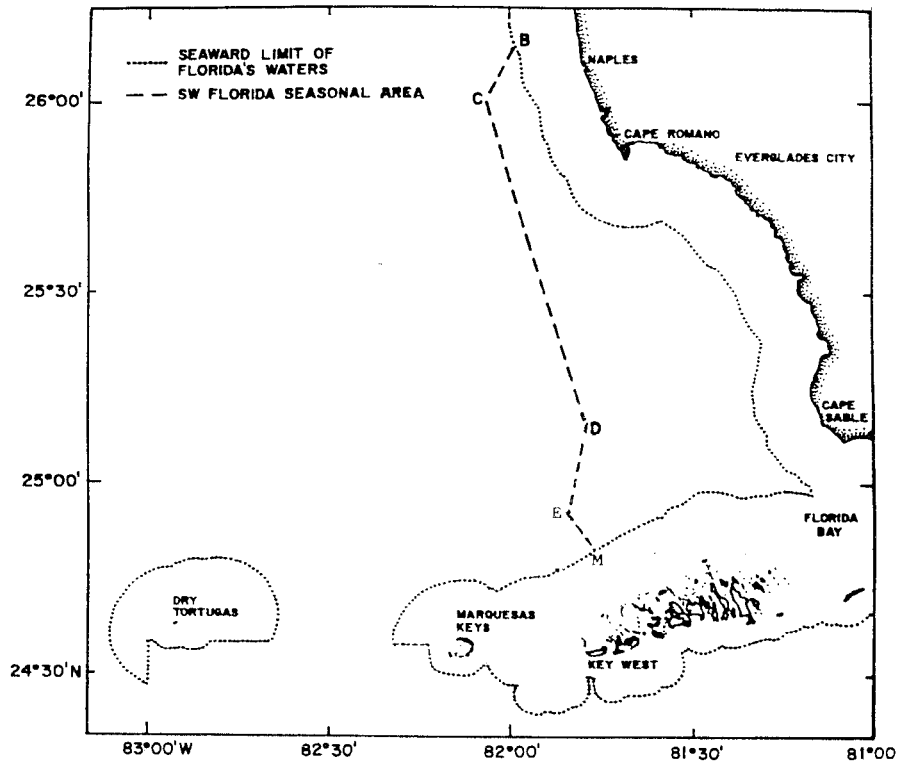 SEAWARD LIMIT OF
FLORIDA'S WATERS
SW FLORIDA SEASONAL AREA
B
NAPLES
26°00'
C
CAPE ROMANO
EVERGLADES CITY
25°30'
CAPE
SABLE
D
25°00'
E
FLORIDA
BAY
M
DRY
TORTUGAS
MARQUESAS
KEYS
KEY WEST
24°30'N
83°00'W
82°30'
82°00'
81°30'
81°00